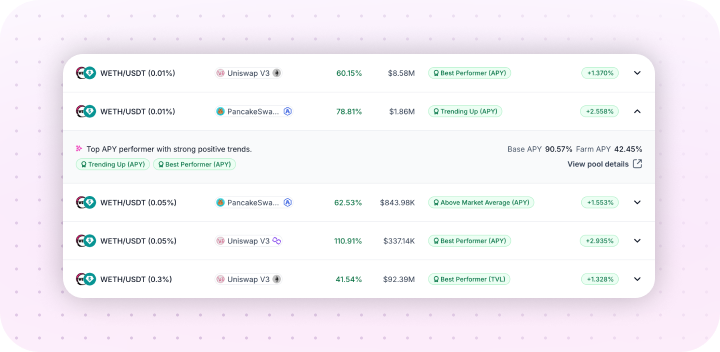 WETH/USDT (0.01%) Uniswap V3 60.15% $8.58M Best Performer (APY) +1.370%
WETH/USDT (0.01%) PancakeSwa... 78.81% $1.86M Trending Up (APY) +2.558%
Top APY performer with strong positive trends. Base APY 90.57% Farm APY 42.45%
Trending Up (APY) Best Performer (APY) View pool details
WETH/USDT (0.05%) PancakeSwa... 62.53% $843.98K Above Market Average (APY) +1.553%
WETH/USDT (0.05%) Uniswap V3 110.91% $337.14K Best Performer (APY) +2.935%
WETH/USDT (0.3%) Uniswap V3 41.54% $92.39M Best Performer (TVL) +1.328%